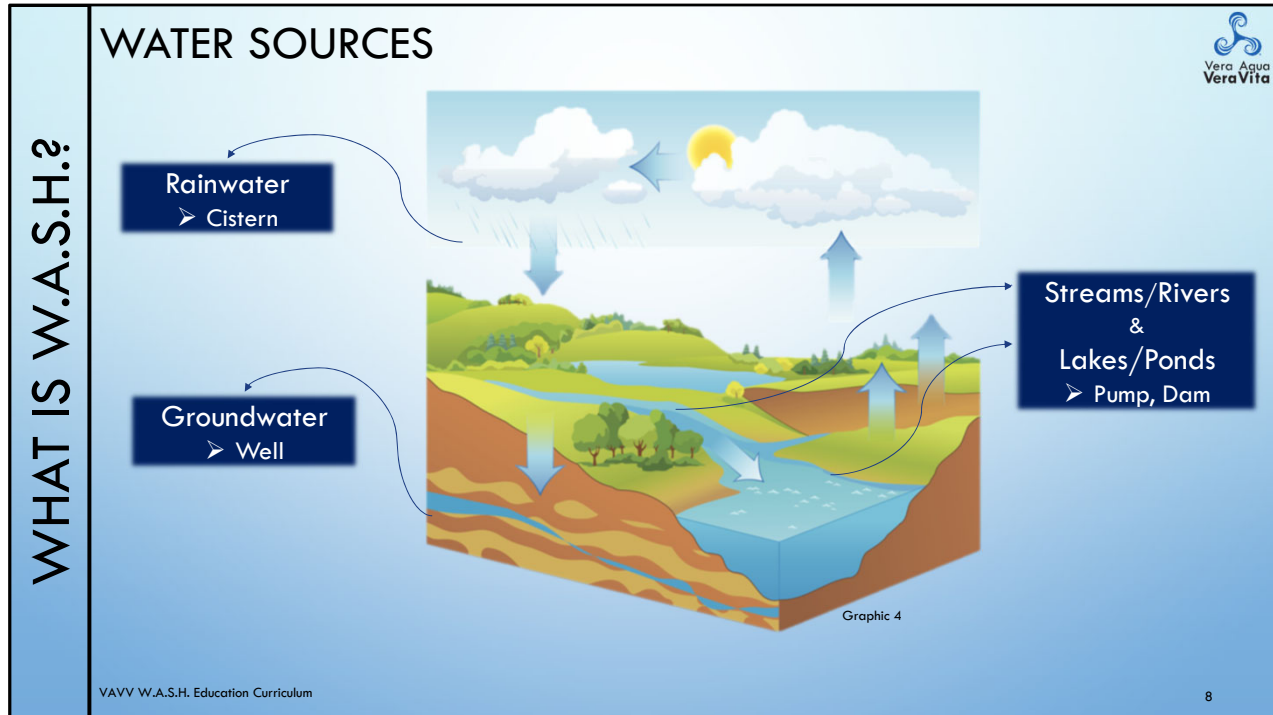 WATER SOURCES
Vera Aqua
VeraVita
WHAT IS W.A.S.H.?
Rainwater
➢ Cistern
Groundwater
➢ Well
Streams/Rivers
&
Lakes/Ponds
➢ Pump, Dam
Graphic 4
VAVV W.A.S.H. Education Curriculum
8